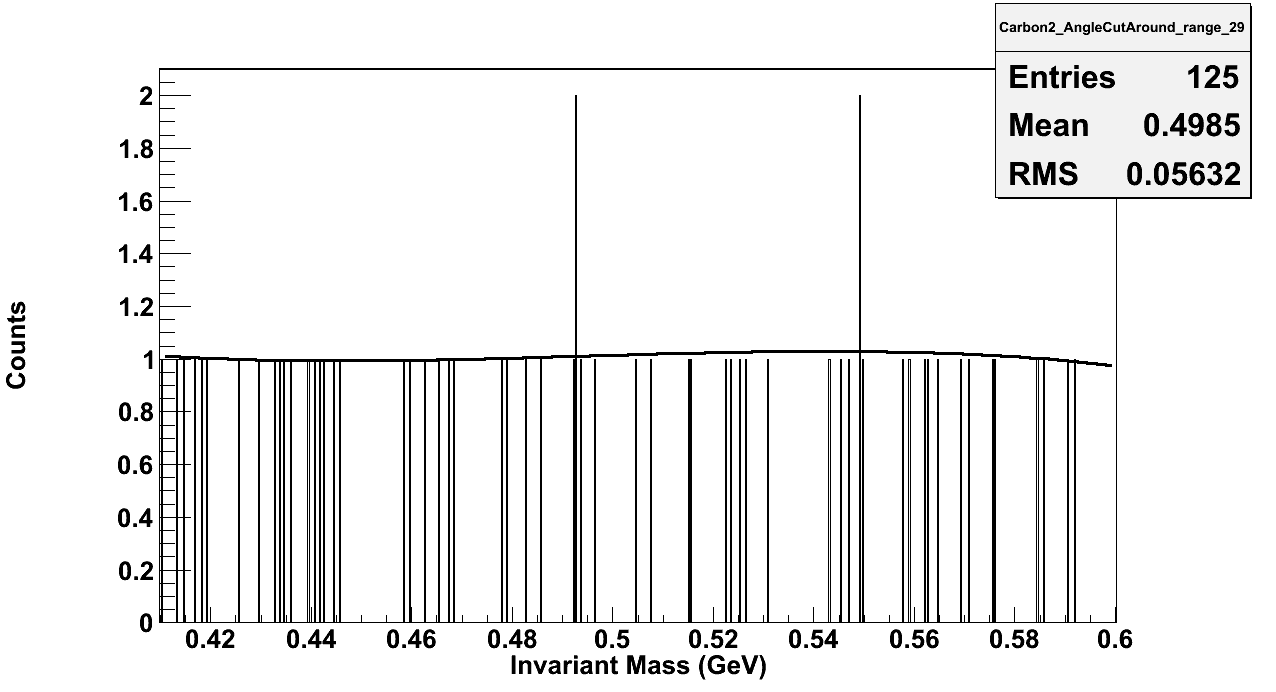 Carbon2_AngleCutAround_range_29
Entries 125
Mean 0.4985
RMS 0.05632
2
1.8
1.6
1.4
1.2
1
0.8
0.6
0.4
0.2
0
Counts
0.42 0.44 0.46 0.48 0.5 0.52 0.54 0.56 0.58 0.6
Invariant Mass (GeV)